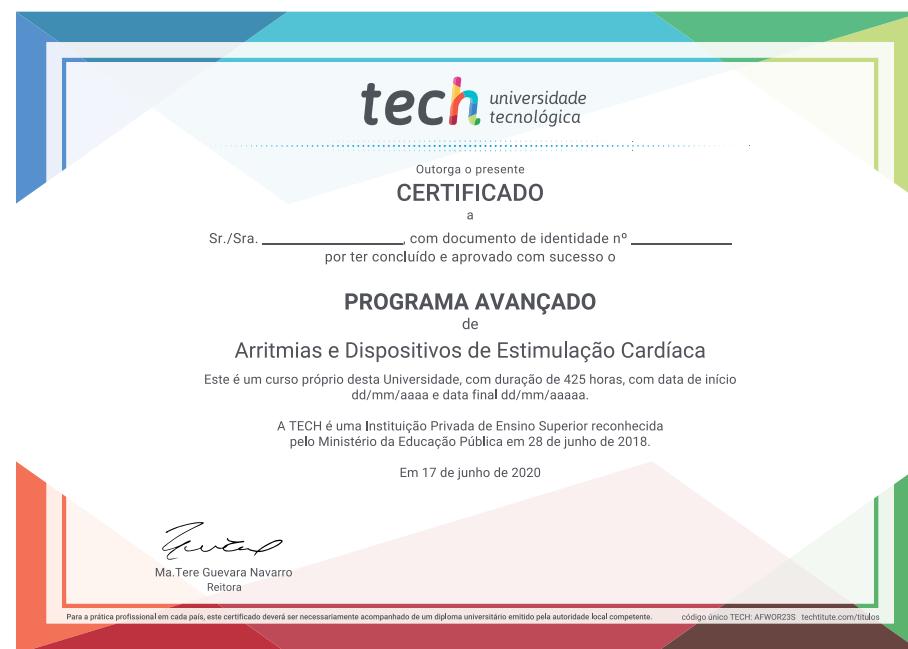 tech universidade
tecnológica
Outorga o presente
CERTIFICADO
a
Sr./Sra. ________________, com documento de identidade nº ____________
por ter concluído e aprovado com sucesso o
PROGRAMA AVANÇADO
de
Arritmias e Dispositivos de Estimulação Cardíaca
Este é um curso próprio desta Universidade, com duração de 425 horas, com data de início
dd/mm/aaaa e data final dd/mm/aaaaa.
A TECH é uma Instituição Privada de Ensino Superior reconhecida
pelo Ministério da Educação Pública em 28 de junho de 2018.
Em 17 de junho de 2020
Ma.Tere Guevara Navarro
Reitora
Para a prática profissional em cada país, este certificado deverá ser necessariamente acompanhado de um diploma universitário emitido pela autoridade local competente. código único TECH: AFWOR23S techtitute.com/titulos